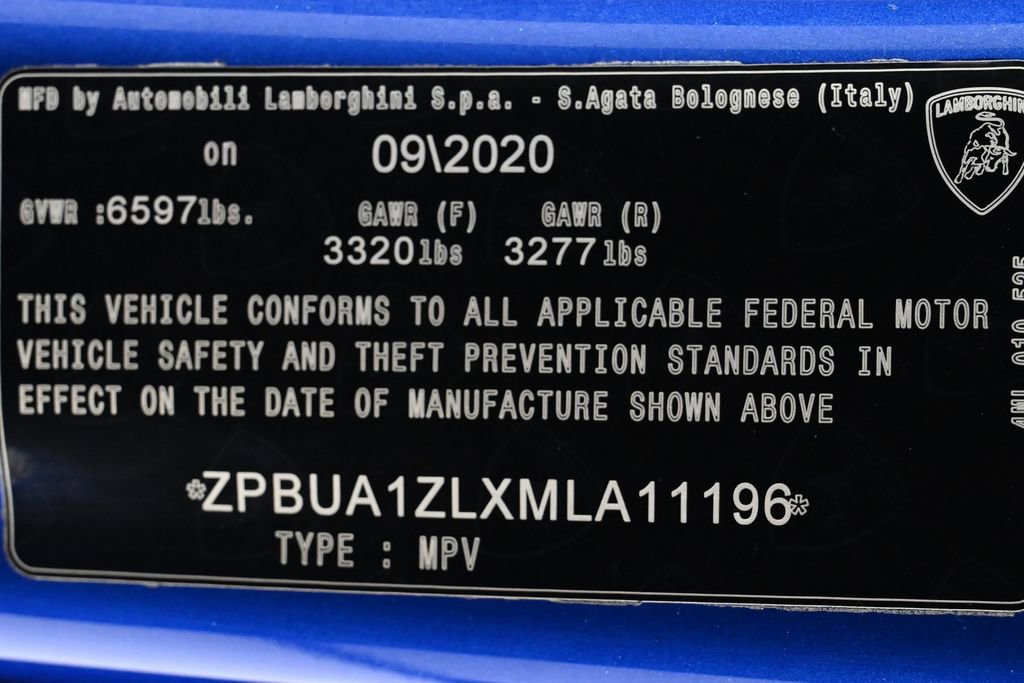 MFD by Automobili Lamborghini S.p.a. - S.Agata Bolognese (Italy)
on 09\2020
GVWR :6597lbs. GAWR (F) GAWR (R)
3320lbs 3277lbs
THIS VEHICLE CONFORMS TO ALL APPLICABLE FEDERAL MOTOR
VEHICLE SAFETY AND THEFT PREVENTION STANDARDS IN
EFFECT ON THE DATE OF MANUFACTURE SHOWN ABOVE
*ZPBUA1ZLXMLA11196*
TYPE : MPV
LAMBORGHINI